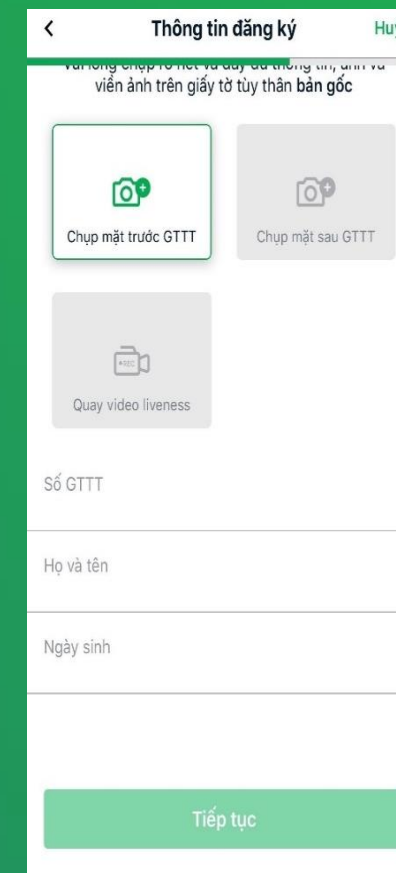 Thông tin đăng ký
viền ảnh trên giấy tờ tùy thân bản gốc
Chụp mặt trước GTTT
Chụp mặt sau GTTT
REC
Quay video liveness
Số GTTT
Họ và tên
Ngày sinh
Tiếp tục